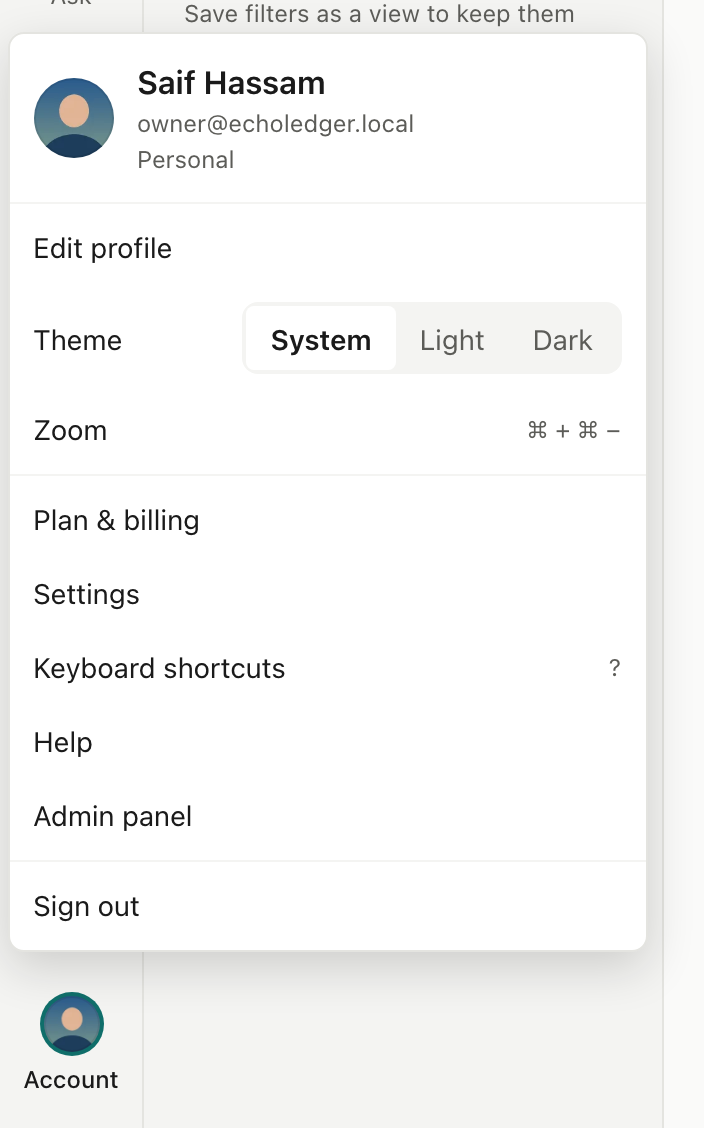 Ask
Save filters as a view to keep them
Saif Hassam
owner@echoledger.local
Personal
Edit profile
Theme System Light Dark
Zoom ⌘ + ⌘ −
Plan & billing
Settings
Keyboard shortcuts ?
Help
Admin panel
Sign out
Account